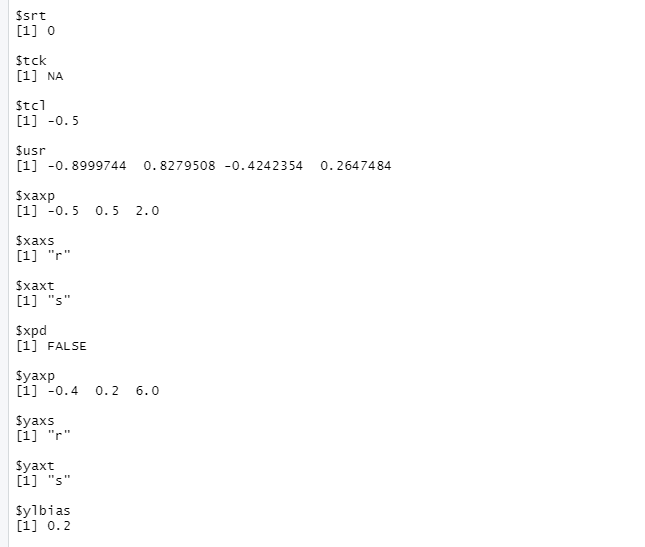 $srt
[1] 0
$tck
[1] NA
$tcl
[1] -0.5
$usr
[1] -0.8999744  0.8279508 -0.4242354  0.2647484
$xaxp
[1] -0.5  0.5  2.0
$xaxs
[1] "r"
$xaxt
[1] "s"
$xpd
[1] FALSE
$yaxp
[1] -0.4  0.2  6.0
$yaxs
[1] "r"
$yaxt
[1] "s"
$ylbias
[1] 0.2